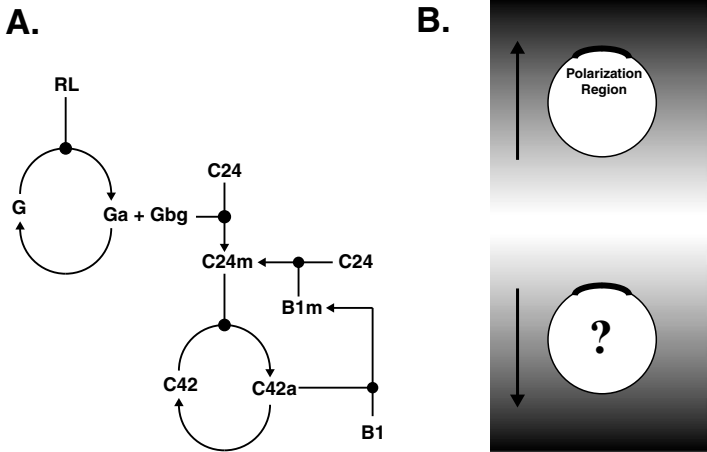 A.
RL
G
Ga + Gbg
C24
C24m
C24
B1m
C42
C42a
B1
B.
Polarization
Region
?